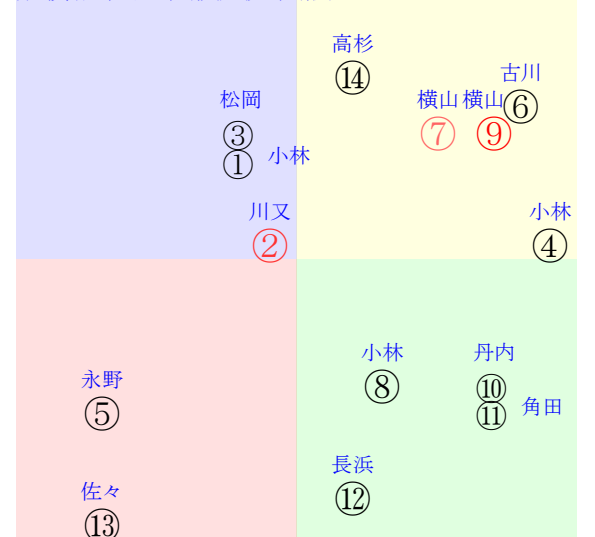 高杉
⑭
古川
⑥
松岡
③
横山
⑦
横山
⑨
①
小林
川又
②
小林
④
小林
⑧
丹内
⑩
⑪
角田
永野
⑤
長浜
⑫
佐々
⑬